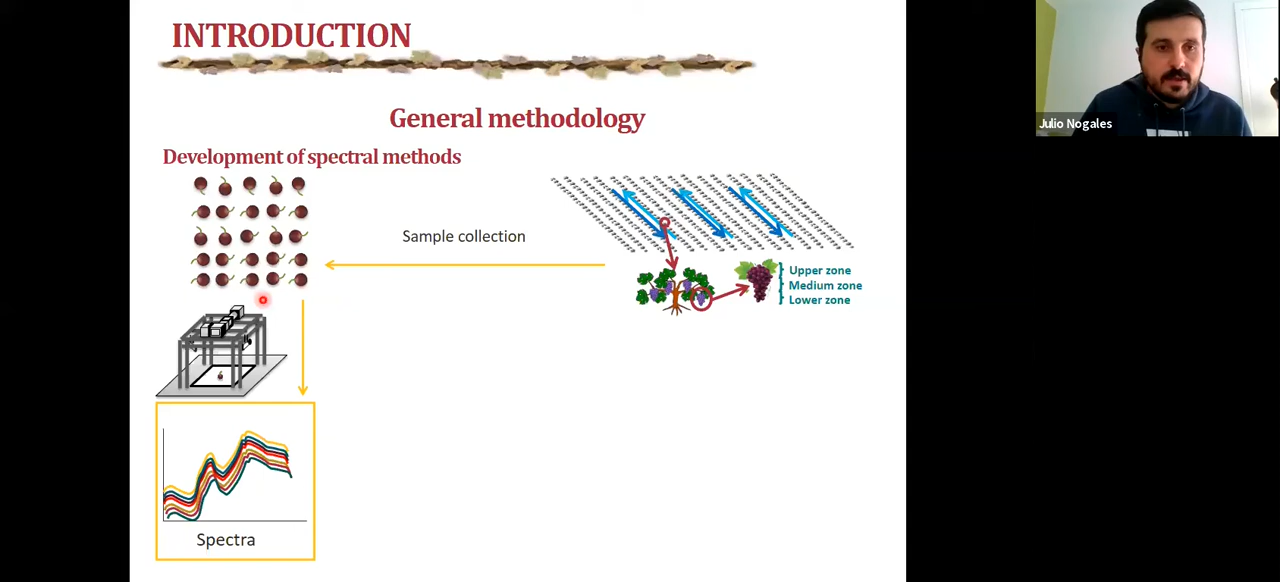 INTRODUCTION
Julio Nogales
General methodology
Development of spectral methods
Sample collection
Upper zone
Medium zone
Lower zone
Spectra